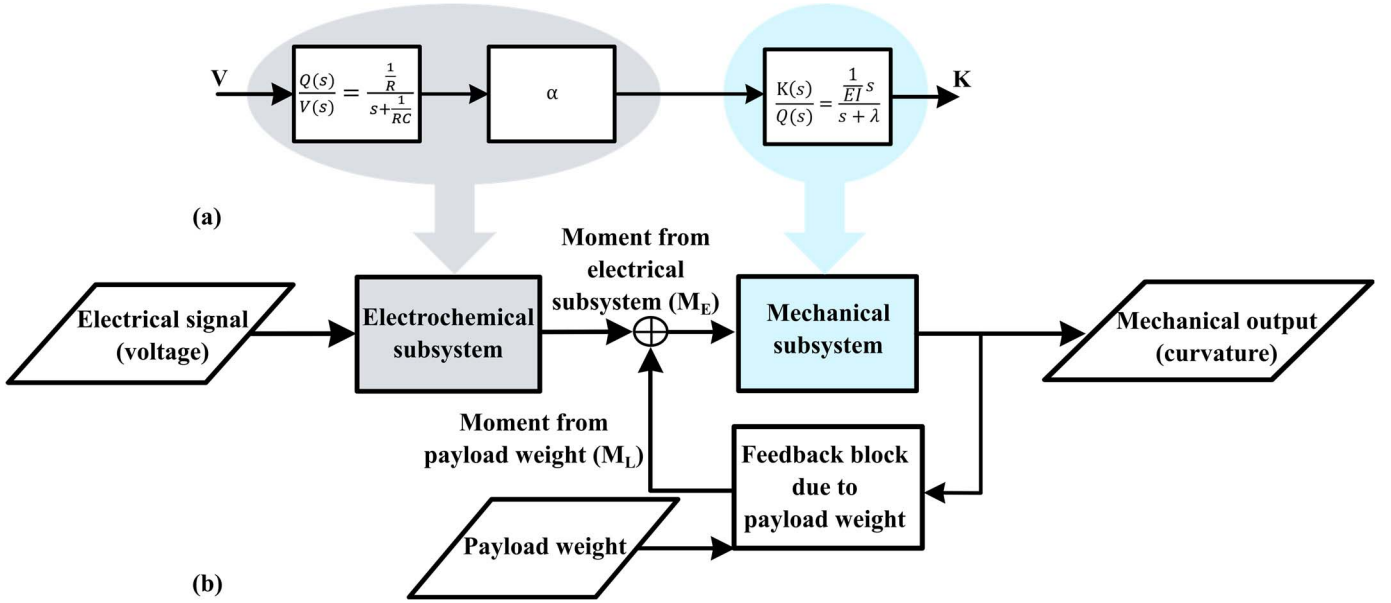 V
Q(s)/V(s) = (1/R)/(s+1/RC)
α
K(s)/Q(s) = (1/EI s)/(s + λ)
K
(a)
Moment from
electrical
subsystem (M_E)
Electrical signal
(voltage)
Electrochemical
subsystem
Mechanical
subsystem
Mechanical output
(curvature)
Moment from
payload weight (M_L)
Feedback block
due to
payload weight
Payload weight
(b)